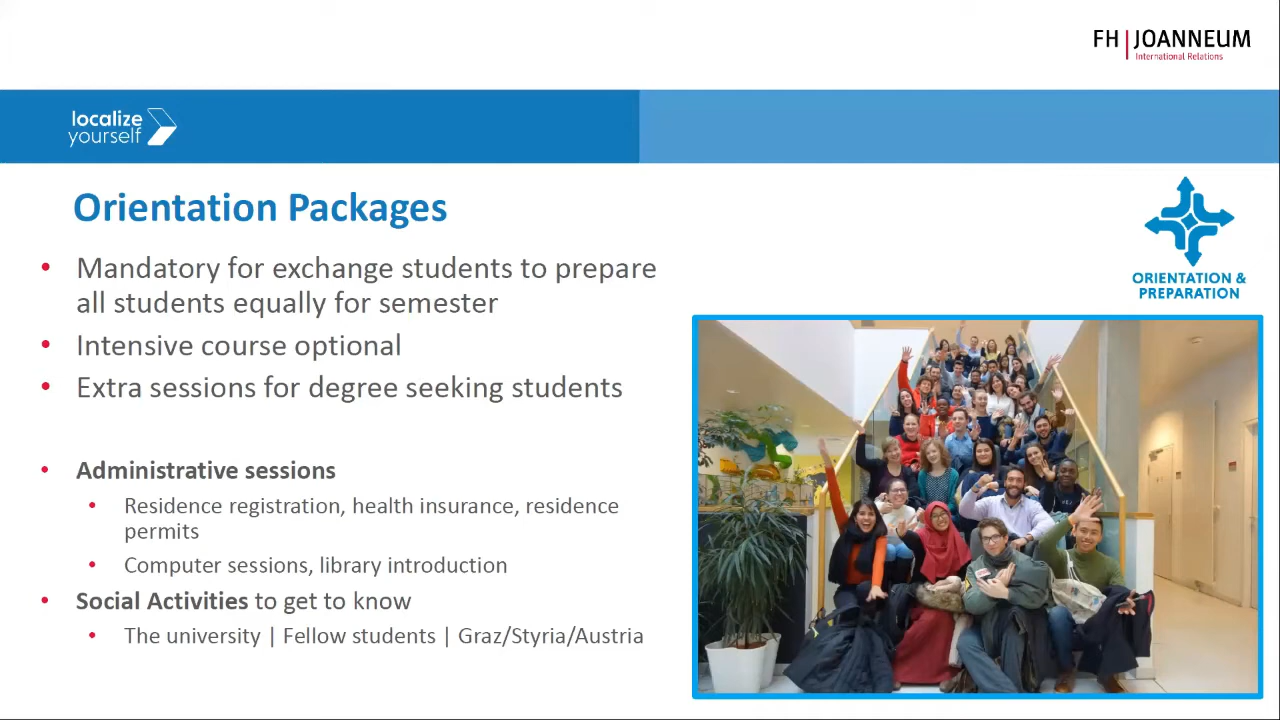 FH JOANNEUM
International Relations
localize
yourself
Orientation Packages
ORIENTATION &
PREPARATION
• Mandatory for exchange students to prepare
all students equally for semester
• Intensive course optional
• Extra sessions for degree seeking students
• Administrative sessions
• Residence registration, health insurance, residence
permits
• Computer sessions, library introduction
• Social Activities to get to know
• The university | Fellow students | Graz/Styria/Austria